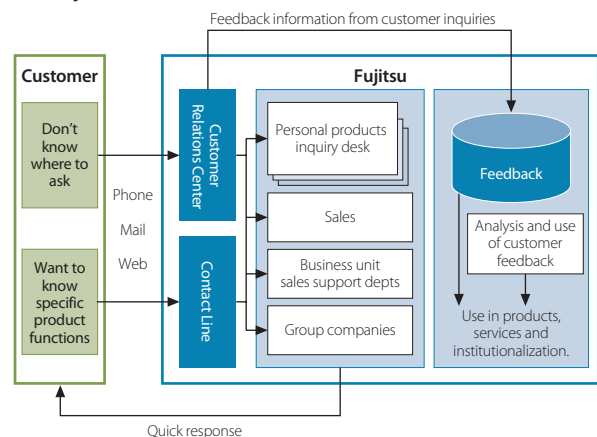 Feedback information from customer inquiries
Customer
Fujitsu
Don't
know
where to
ask
Want to
know
specific
product
functions
Phone
Mail
Web
Customer
Relations Center
Contact Line
Personal products
inquiry desk
Sales
Business unit
sales support depts
Group companies
Feedback
Analysis and use
of customer
feedback
Use in products,
services and
institutionalization.
Quick response